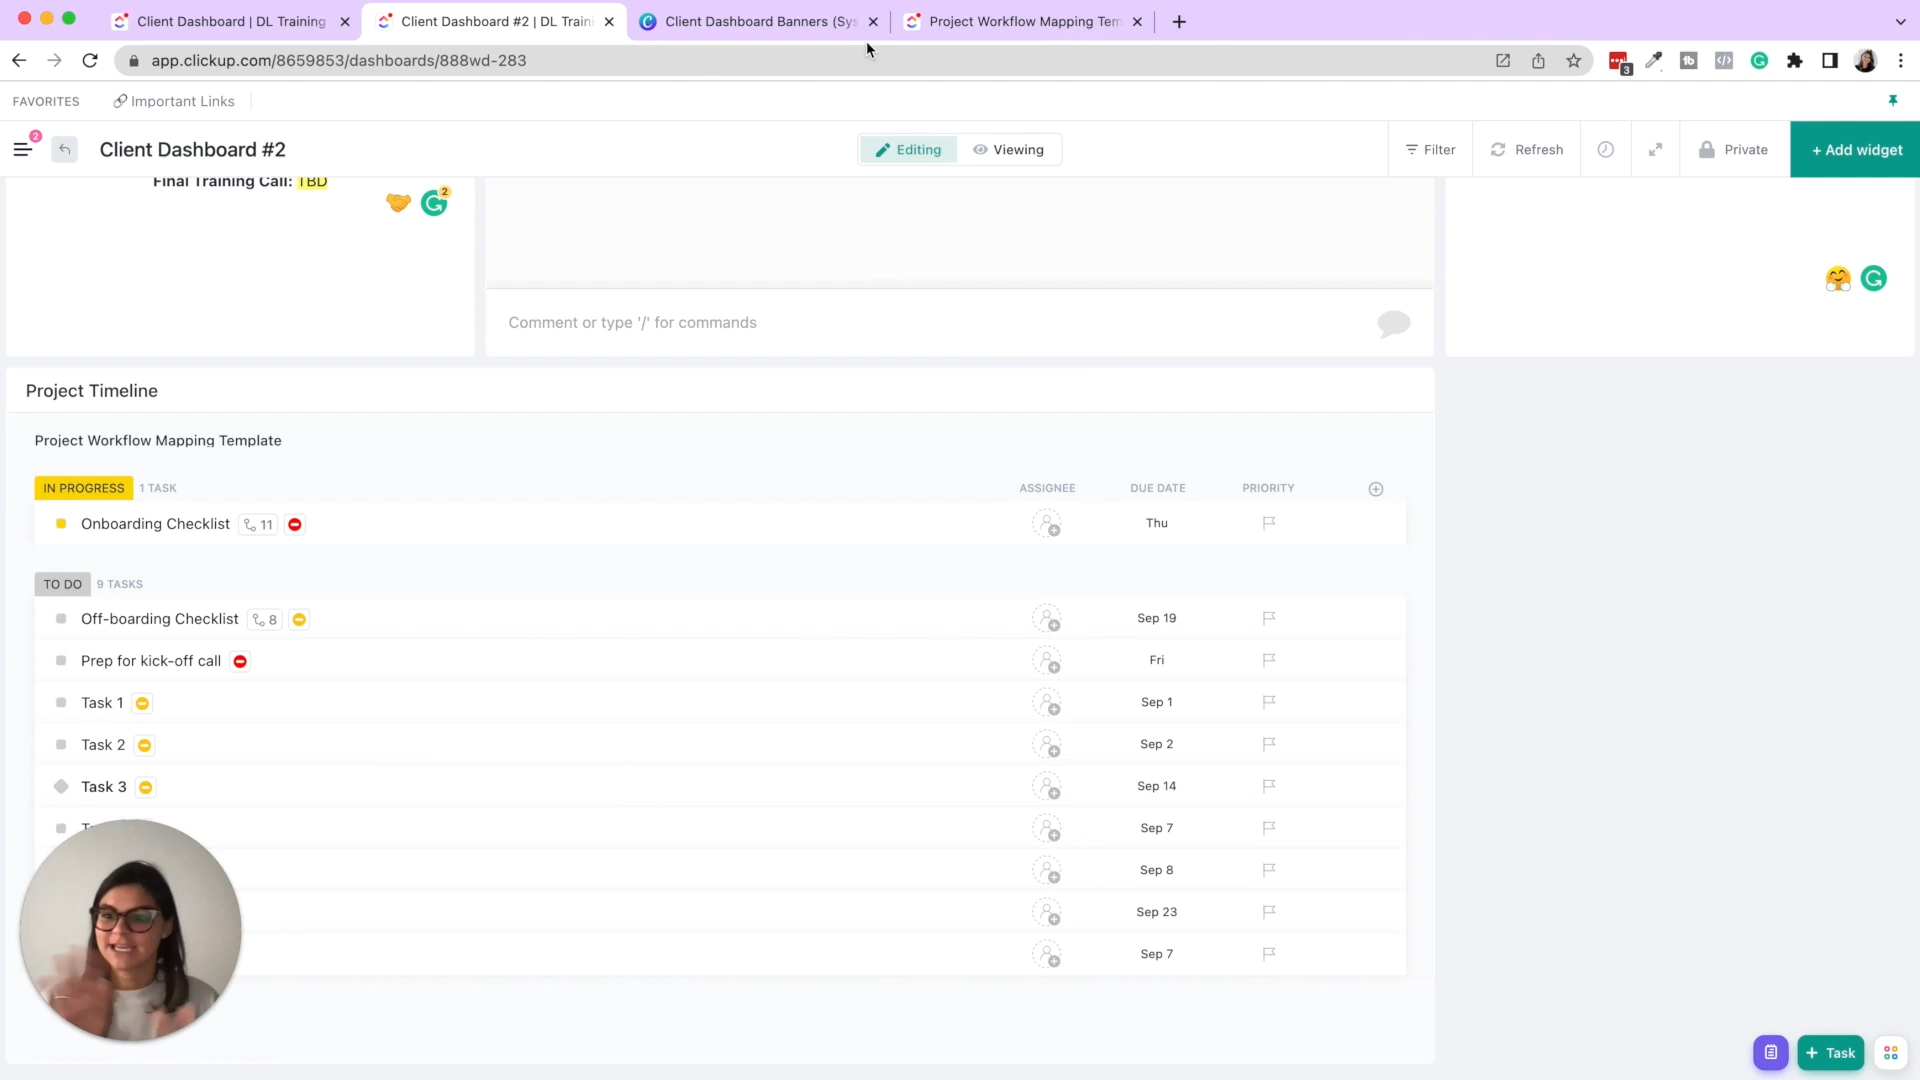 Client Dashboard | DL Training
Client Dashboard #2 | DL Traini
Client Dashboard Banners (Sys
Project Workflow Mapping Tem
app.clickup.com/8659853/dashboards/888wd-283
3
FAVORITES
Important Links
2
Client Dashboard #2
Editing
Viewing
Filter
Refresh
Private
+ Add widget
Final Training Call: TBD
2
Comment or type '/' for commands
Project Timeline
Project Workflow Mapping Template
IN PROGRESS 1 TASK ASSIGNEE DUE DATE PRIORITY
Onboarding Checklist 11 Thu
TO DO 9 TASKS
Off-boarding Checklist 8 Sep 19
Prep for kick-off call Fri
Task 1 Sep 1
Task 2 Sep 2
Task 3 Sep 14
Sep 7
Sep 8
Sep 23
Sep 7
+ Task